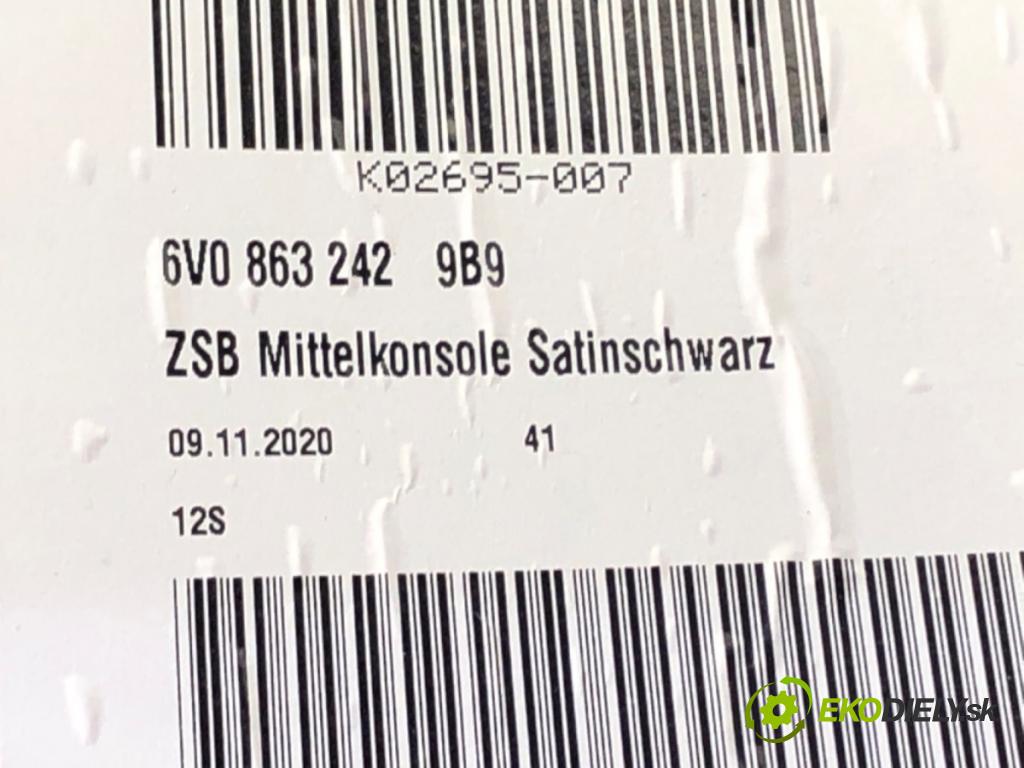 K02695-007
6V0 863 242 9B9
ZSB Mittelkonsole Satinschwarz
09.11.2020 41
12S
EKODIELY.sk